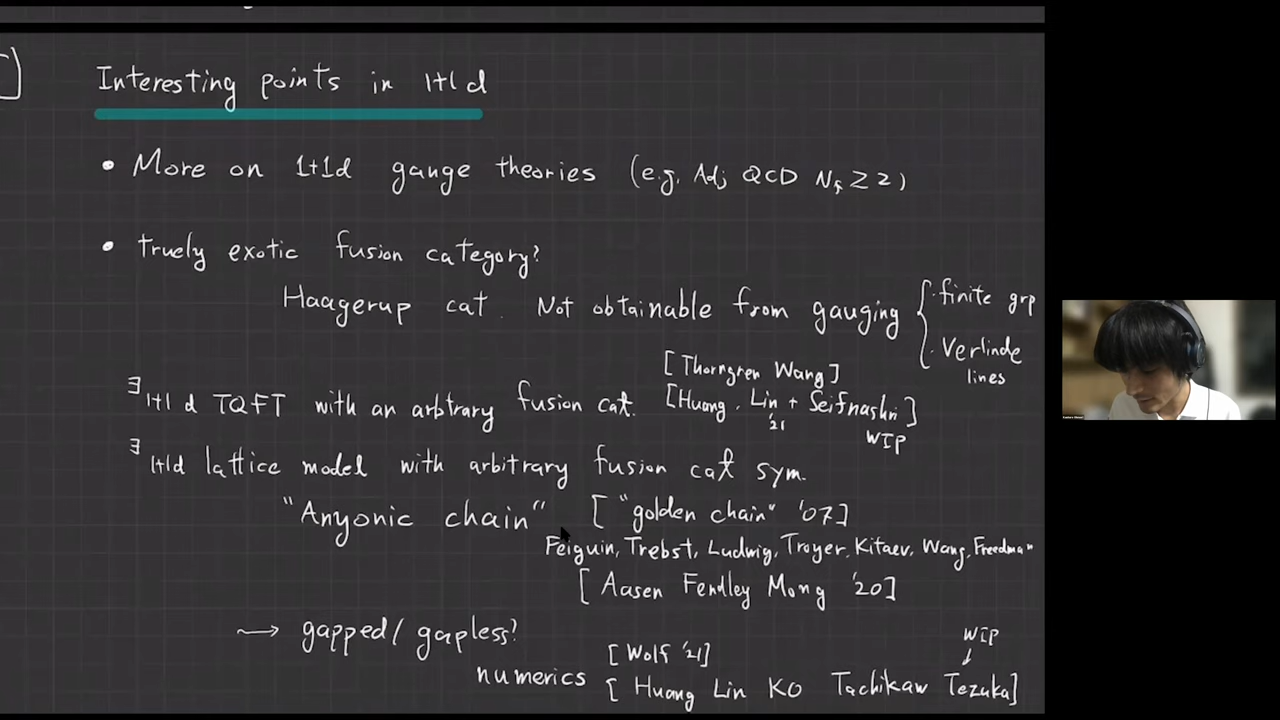 Interesting points in 1+1 d
• More on 1+1d gauge theories (e.g. Adj QCD Nf ≥ 2)
• truely exotic fusion category?
Haagerup cat. Not obtainable from gauging { · finite grp
· Verlinde
lines
[Thorngren Wang]
∃ 1+1 d TQFT with an arbtrary fusion cat. [Huang, Lin + Seifnashri]
'21
WIP
∃ 1+1d lattice model with arbitrary fusion cat sym.
"Anyonic chain" ["golden chain" '07]
Feiguin, Trebst, Ludwig, Troyer, Kitaev, Wang, Freedman
[Aasen Fendley Mong '20]
→ gapped / gapless?
WIP
↓
[Wolf '21]
numerics [Huang Lin KO Tachikaw Tezuka]